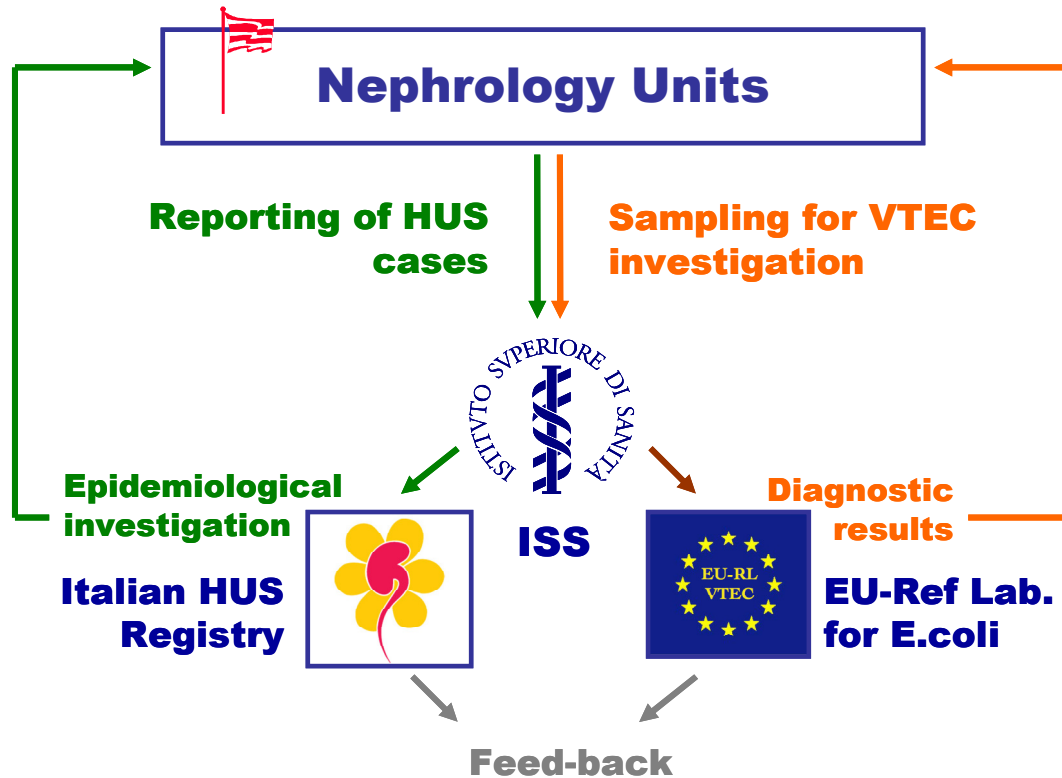 Nephrology Units
Reporting of HUS
cases
Sampling for VTEC
investigation
ISTITVTO SVPERIORE DI SANITÀ
ISS
Epidemiological
investigation
Diagnostic
results
Italian HUS
Registry
EU-RL
VTEC
EU-Ref Lab.
for E.coli
Feed-back